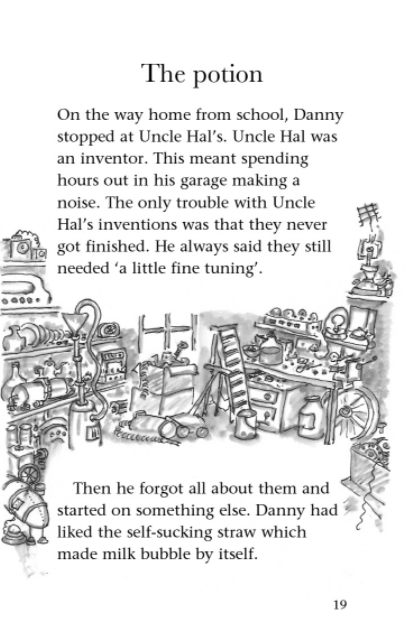 The potion
On the way home from school, Danny
stopped at Uncle Hal’s. Uncle Hal was
an inventor. This meant spending
hours out in his garage making a
noise. The only trouble with Uncle
Hal’s inventions was that they never
got finished. He always said they still
needed ‘a little fine tuning’.
Then he forgot all about them and
started on something else. Danny had
liked the self-sucking straw which
made milk bubble by itself.
19